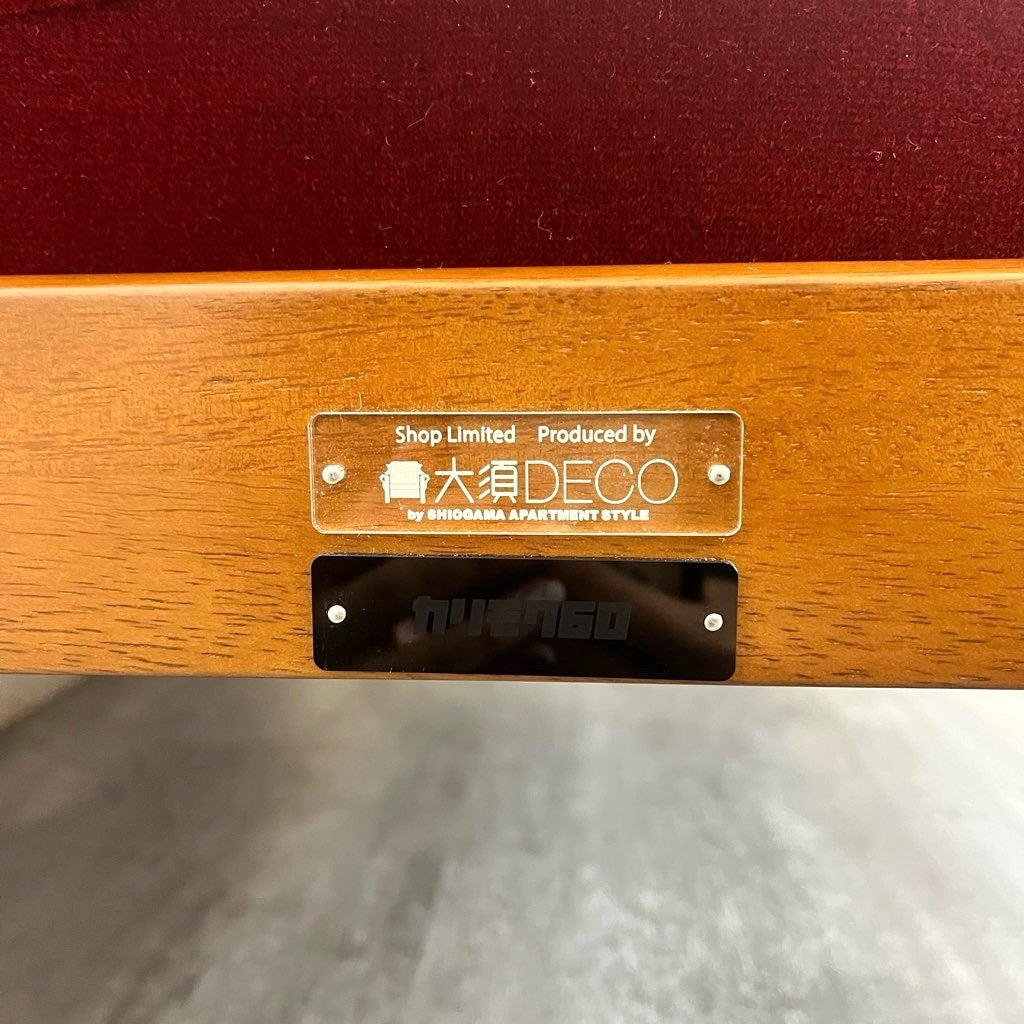 Shop Limited Produced by
大須DECO
by SHIOGAMA APARTMENT STYLE
カリモク60